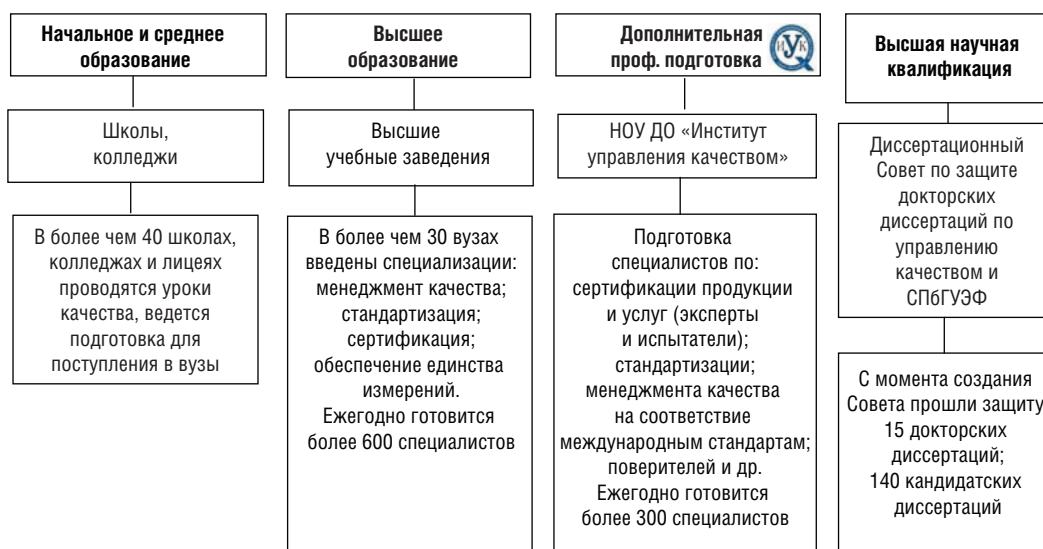 Начальное и среднее
образование
Школы,
колледжи
В более чем 40 школах,
колледжах и лицеях
проводятся уроки
качества, ведется
подготовка для
поступления в вузы
Высшее
образование
Высшие
учебные заведения
В более чем 30 вузах
введены специализации:
менеджмент качества;
стандартизация;
сертификация;
обеспечение единства
измерений.
Ежегодно готовится
более 600 специалистов
Дополнительная
проф. подготовка
ИУК
НОУ ДО «Институт
управления качеством»
Подготовка
специалистов по:
сертификации продукции
и услуг (эксперты
и испытатели);
стандартизации;
менеджмента качества
на соответствие
международным стандартам;
поверителей и др.
Ежегодно готовится
более 300 специалистов
Высшая научная
квалификация
Диссертационный
Совет по защите
докторских
диссертаций по
управлению
качеством и
СПбГУЭФ
С момента создания
Совета прошли защиту
15 докторских
диссертаций;
140 кандидатских
диссертаций